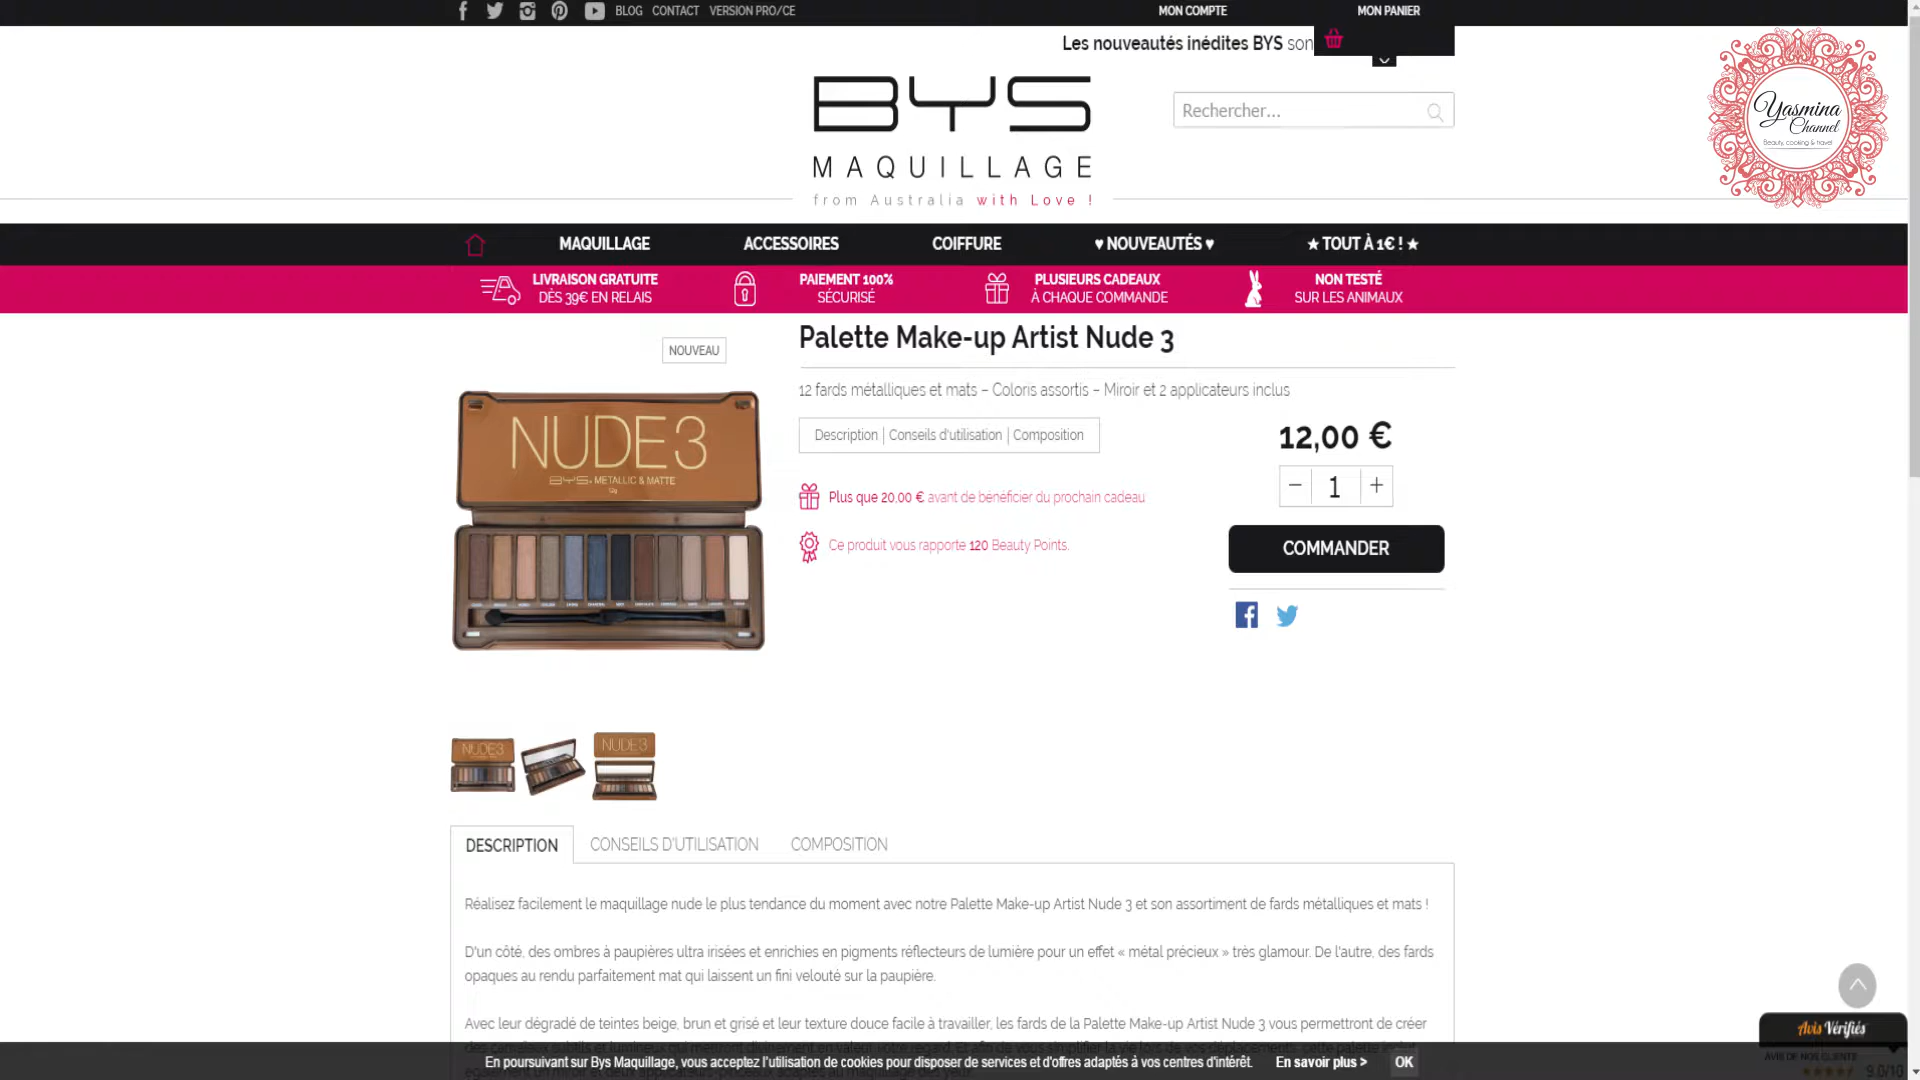 BLOG CONTACT VERSION PRO/CE MON COMPTE MON PANIER
Les nouveautés inédites BYS son
BYS
MAQUILLAGE
from Australia with Love !
Rechercher...
Yasmina
Channel
Beauty, cooking & travel
MAQUILLAGE ACCESSOIRES COIFFURE ♥ NOUVEAUTÉS ♥ ★ TOUT À 1€ ! ★
LIVRAISON GRATUITE
DÈS 39€ EN RELAIS
PAIEMENT 100%
SÉCURISÉ
PLUSIEURS CADEAUX
À CHAQUE COMMANDE
NON TESTÉ
SUR LES ANIMAUX
NOUVEAU
Palette Make-up Artist Nude 3
12 fards métalliques et mats – Coloris assortis – Miroir et 2 applicateurs inclus
Description | Conseils d'utilisation | Composition
12,00 €
− 1 +
Plus que 20,00 € avant de bénéficier du prochain cadeau
Ce produit vous rapporte 120 Beauty Points.
COMMANDER
NUDE3
BYS METALLIC & MATTE
12g
NUDE3
NUDE3
DESCRIPTION CONSEILS D'UTILISATION COMPOSITION
Réalisez facilement le maquillage nude le plus tendance du moment avec notre Palette Make-up Artist Nude 3 et son assortiment de fards métalliques et mats !
D'un côté, des ombres à paupières ultra irisées et enrichies en pigments réflecteurs de lumière pour un effet « métal précieux » très glamour. De l'autre, des fards
opaques au rendu parfaitement mat qui laissent un fini velouté sur la paupière.
Avec leur dégradé de teintes beige, brun et grisé et leur texture douce facile à travailler, les fards de la Palette Make-up Artist Nude 3 vous permettront de créer
Avis Vérifiés
AVIS DE NOS CLIENTS
9.0/10
En poursuivant sur Bys Maquillage, vous acceptez l'utilisation de cookies pour disposer de services et d'offres adaptés à vos centres d'intérêt. En savoir plus > OK